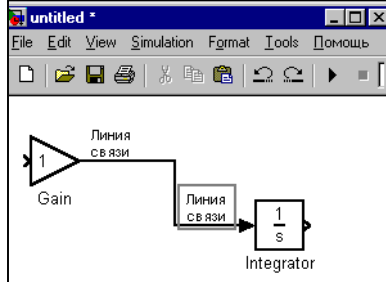 untitled *
File Edit View Simulation Format Tools Помощь
Линия
связи
1
Gain
Линия
связи
1
s
Integrator